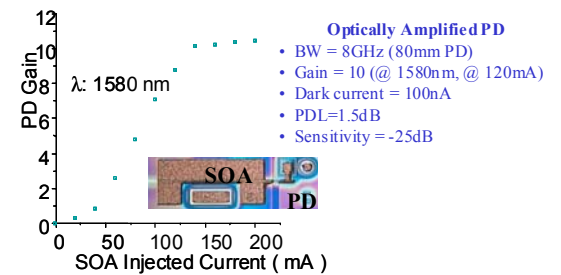 Optically Amplified PD
• BW = 8GHz (80mm PD)
• Gain = 10 (@ 1580nm, @ 120mA)
• Dark current = 100nA
• PDL=1.5dB
• Sensitivity = -25dB
PD Gain
12
10
8
6
4
2
0
λ: 1580 nm
SOA
PD
0 50 100 150 200
SOA Injected Current ( mA )